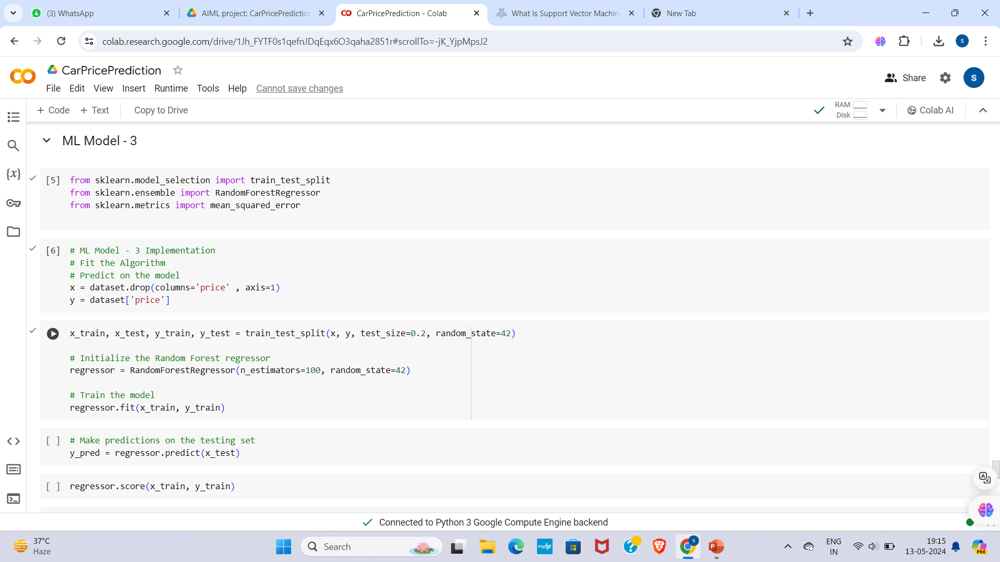 (3) WhatsApp
AIML project: CarPricePrediction
CarPricePrediction - Colab
What Is Support Vector Machin
New Tab
colab.research.google.com/drive/1Jh_FYTF0s1qefnJDqEqx6O3qaha2851r#scrollTo=-jK_YjpMpsJ2
S
CarPricePrediction
File Edit View Insert Runtime Tools Help Cannot save changes
Share
S
+ Code + Text Copy to Drive
RAM
Disk
Colab AI
ML Model - 3
[5] from sklearn.model_selection import train_test_split
from sklearn.ensemble import RandomForestRegressor
from sklearn.metrics import mean_squared_error
[6] # ML Model - 3 Implementation
# Fit the Algorithm
# Predict on the model
x = dataset.drop(columns='price' , axis=1)
y = dataset['price']
x_train, x_test, y_train, y_test = train_test_split(x, y, test_size=0.2, random_state=42)
# Initialize the Random Forest regressor
regressor = RandomForestRegressor(n_estimators=100, random_state=42)
# Train the model
regressor.fit(x_train, y_train)
[ ] # Make predictions on the testing set
y_pred = regressor.predict(x_test)
[ ] regressor.score(x_train, y_train)
Connected to Python 3 Google Compute Engine backend
37°C
Haze
Search
myhp
ENG
IN
19:15
13-05-2024
PRE